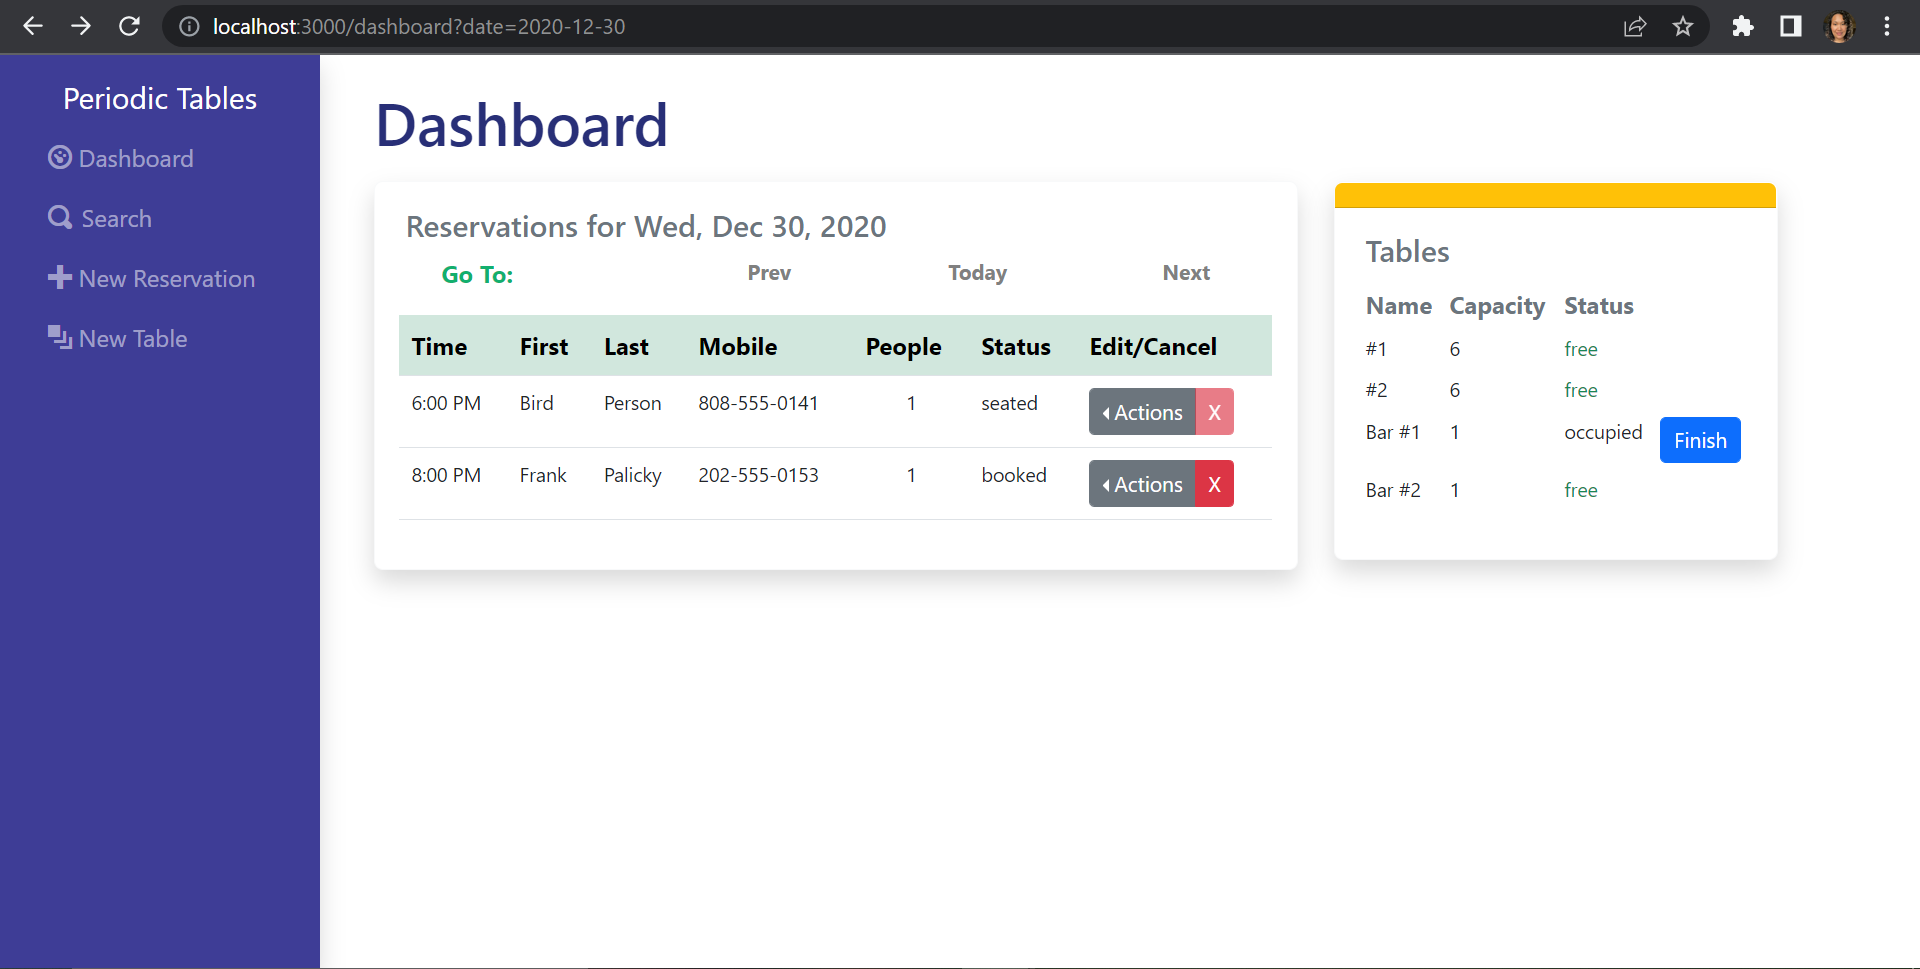 localhost:3000/dashboard?date=2020-12-30
Periodic Tables
Dashboard
Search
New Reservation
New Table
Dashboard
Reservations for Wed, Dec 30, 2020
Go To: Prev Today Next
Time First Last Mobile People Status Edit/Cancel
6:00 PM Bird Person 808-555-0141 1 seated Actions X
8:00 PM Frank Palicky 202-555-0153 1 booked Actions X
Tables
Name Capacity Status
#1 6 free
#2 6 free
Bar #1 1 occupied Finish
Bar #2 1 free